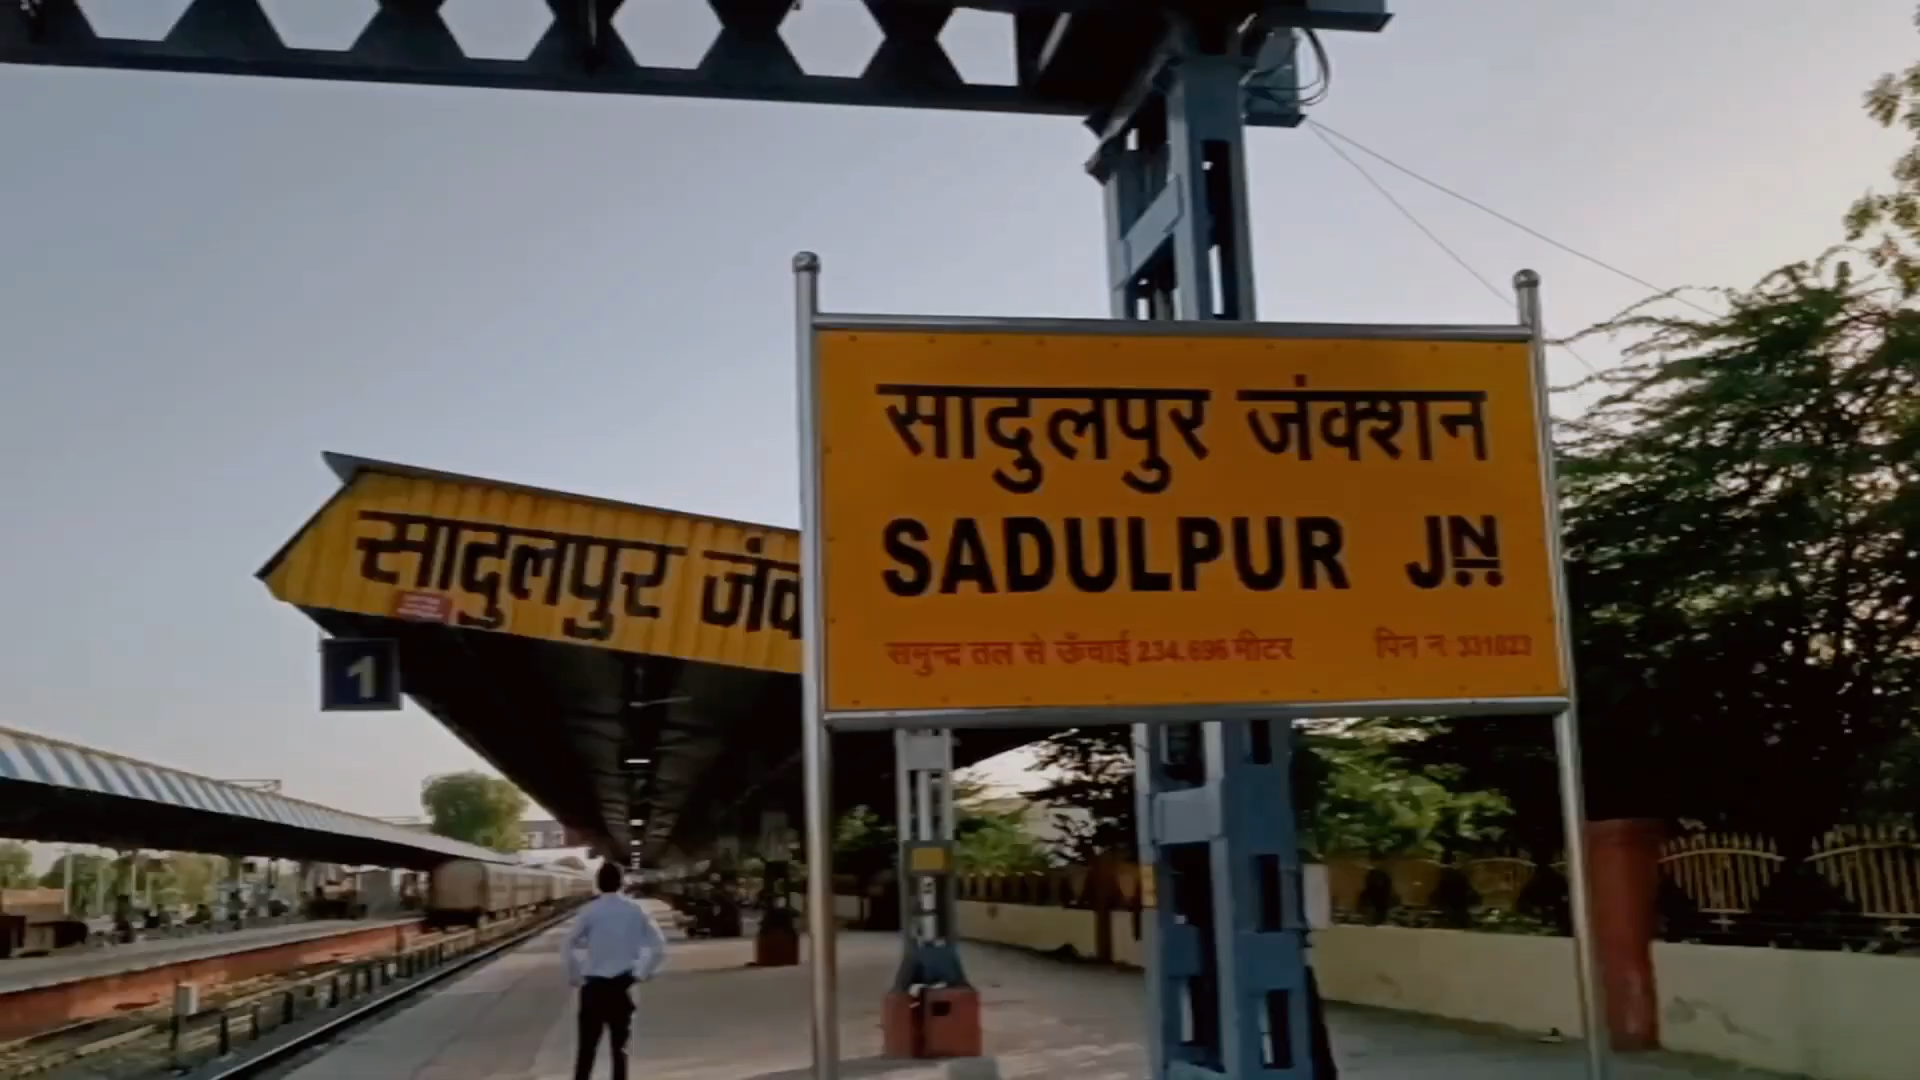 सादुलपुर जंक्शन
SADULPUR JN
समुन्द्र तल से ऊँचाई 234.696 मीटर पिन न 331023
सादुलपुर जंक
1